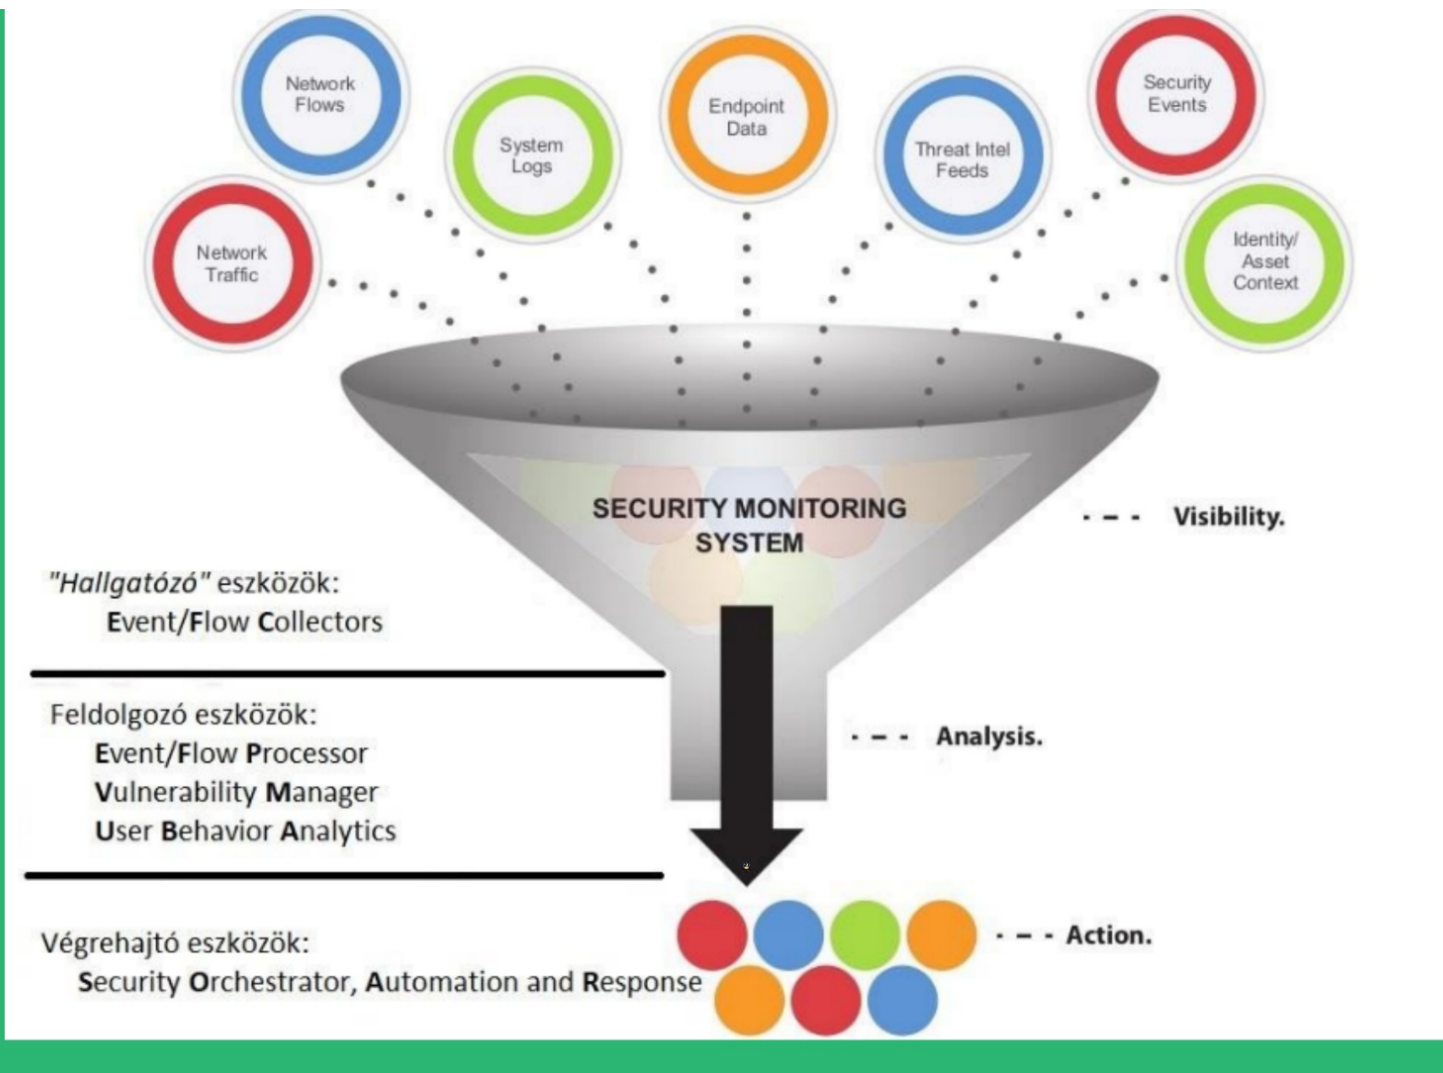 Network
Flows
System
Logs
Endpoint
Data
Threat Intel
Feeds
Security
Events
Network
Traffic
Identity/
Asset
Context
SECURITY MONITORING
SYSTEM
- - - Visibility.
"Hallgatózó" eszközök:
Event/Flow Collectors
Feldolgozó eszközök:
Event/Flow Processor
Vulnerability Manager
User Behavior Analytics
- - - Analysis.
Végrehajtó eszközök:
Security Orchestrator, Automation and Response
- - - Action.